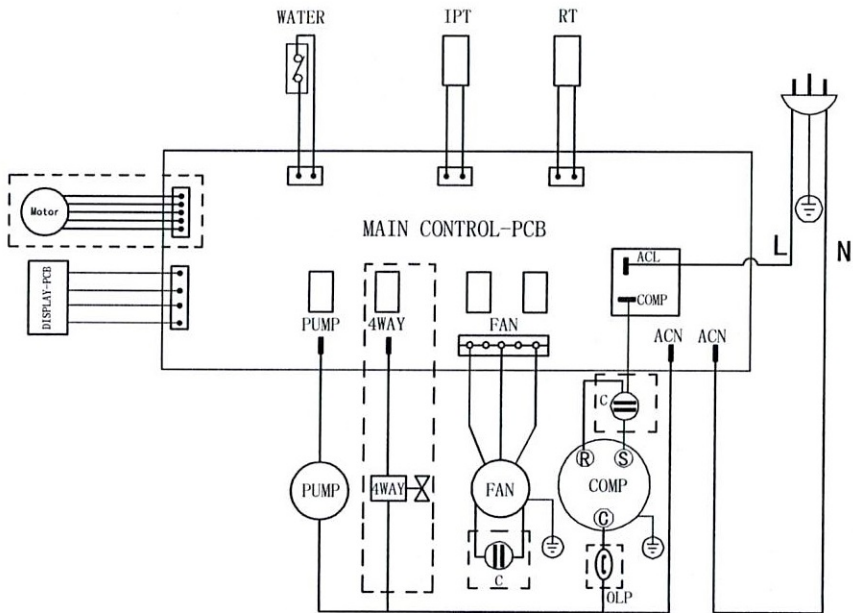 WATER
IPT
RT
Motor
MAIN CONTROL-PCB
L
N
ACL
COMP
DISPLAY-PCB
PUMP
4WAY
FAN
ACN
ACN
C
R
S
PUMP
4WAY
FAN
COMP
C
C
OLP